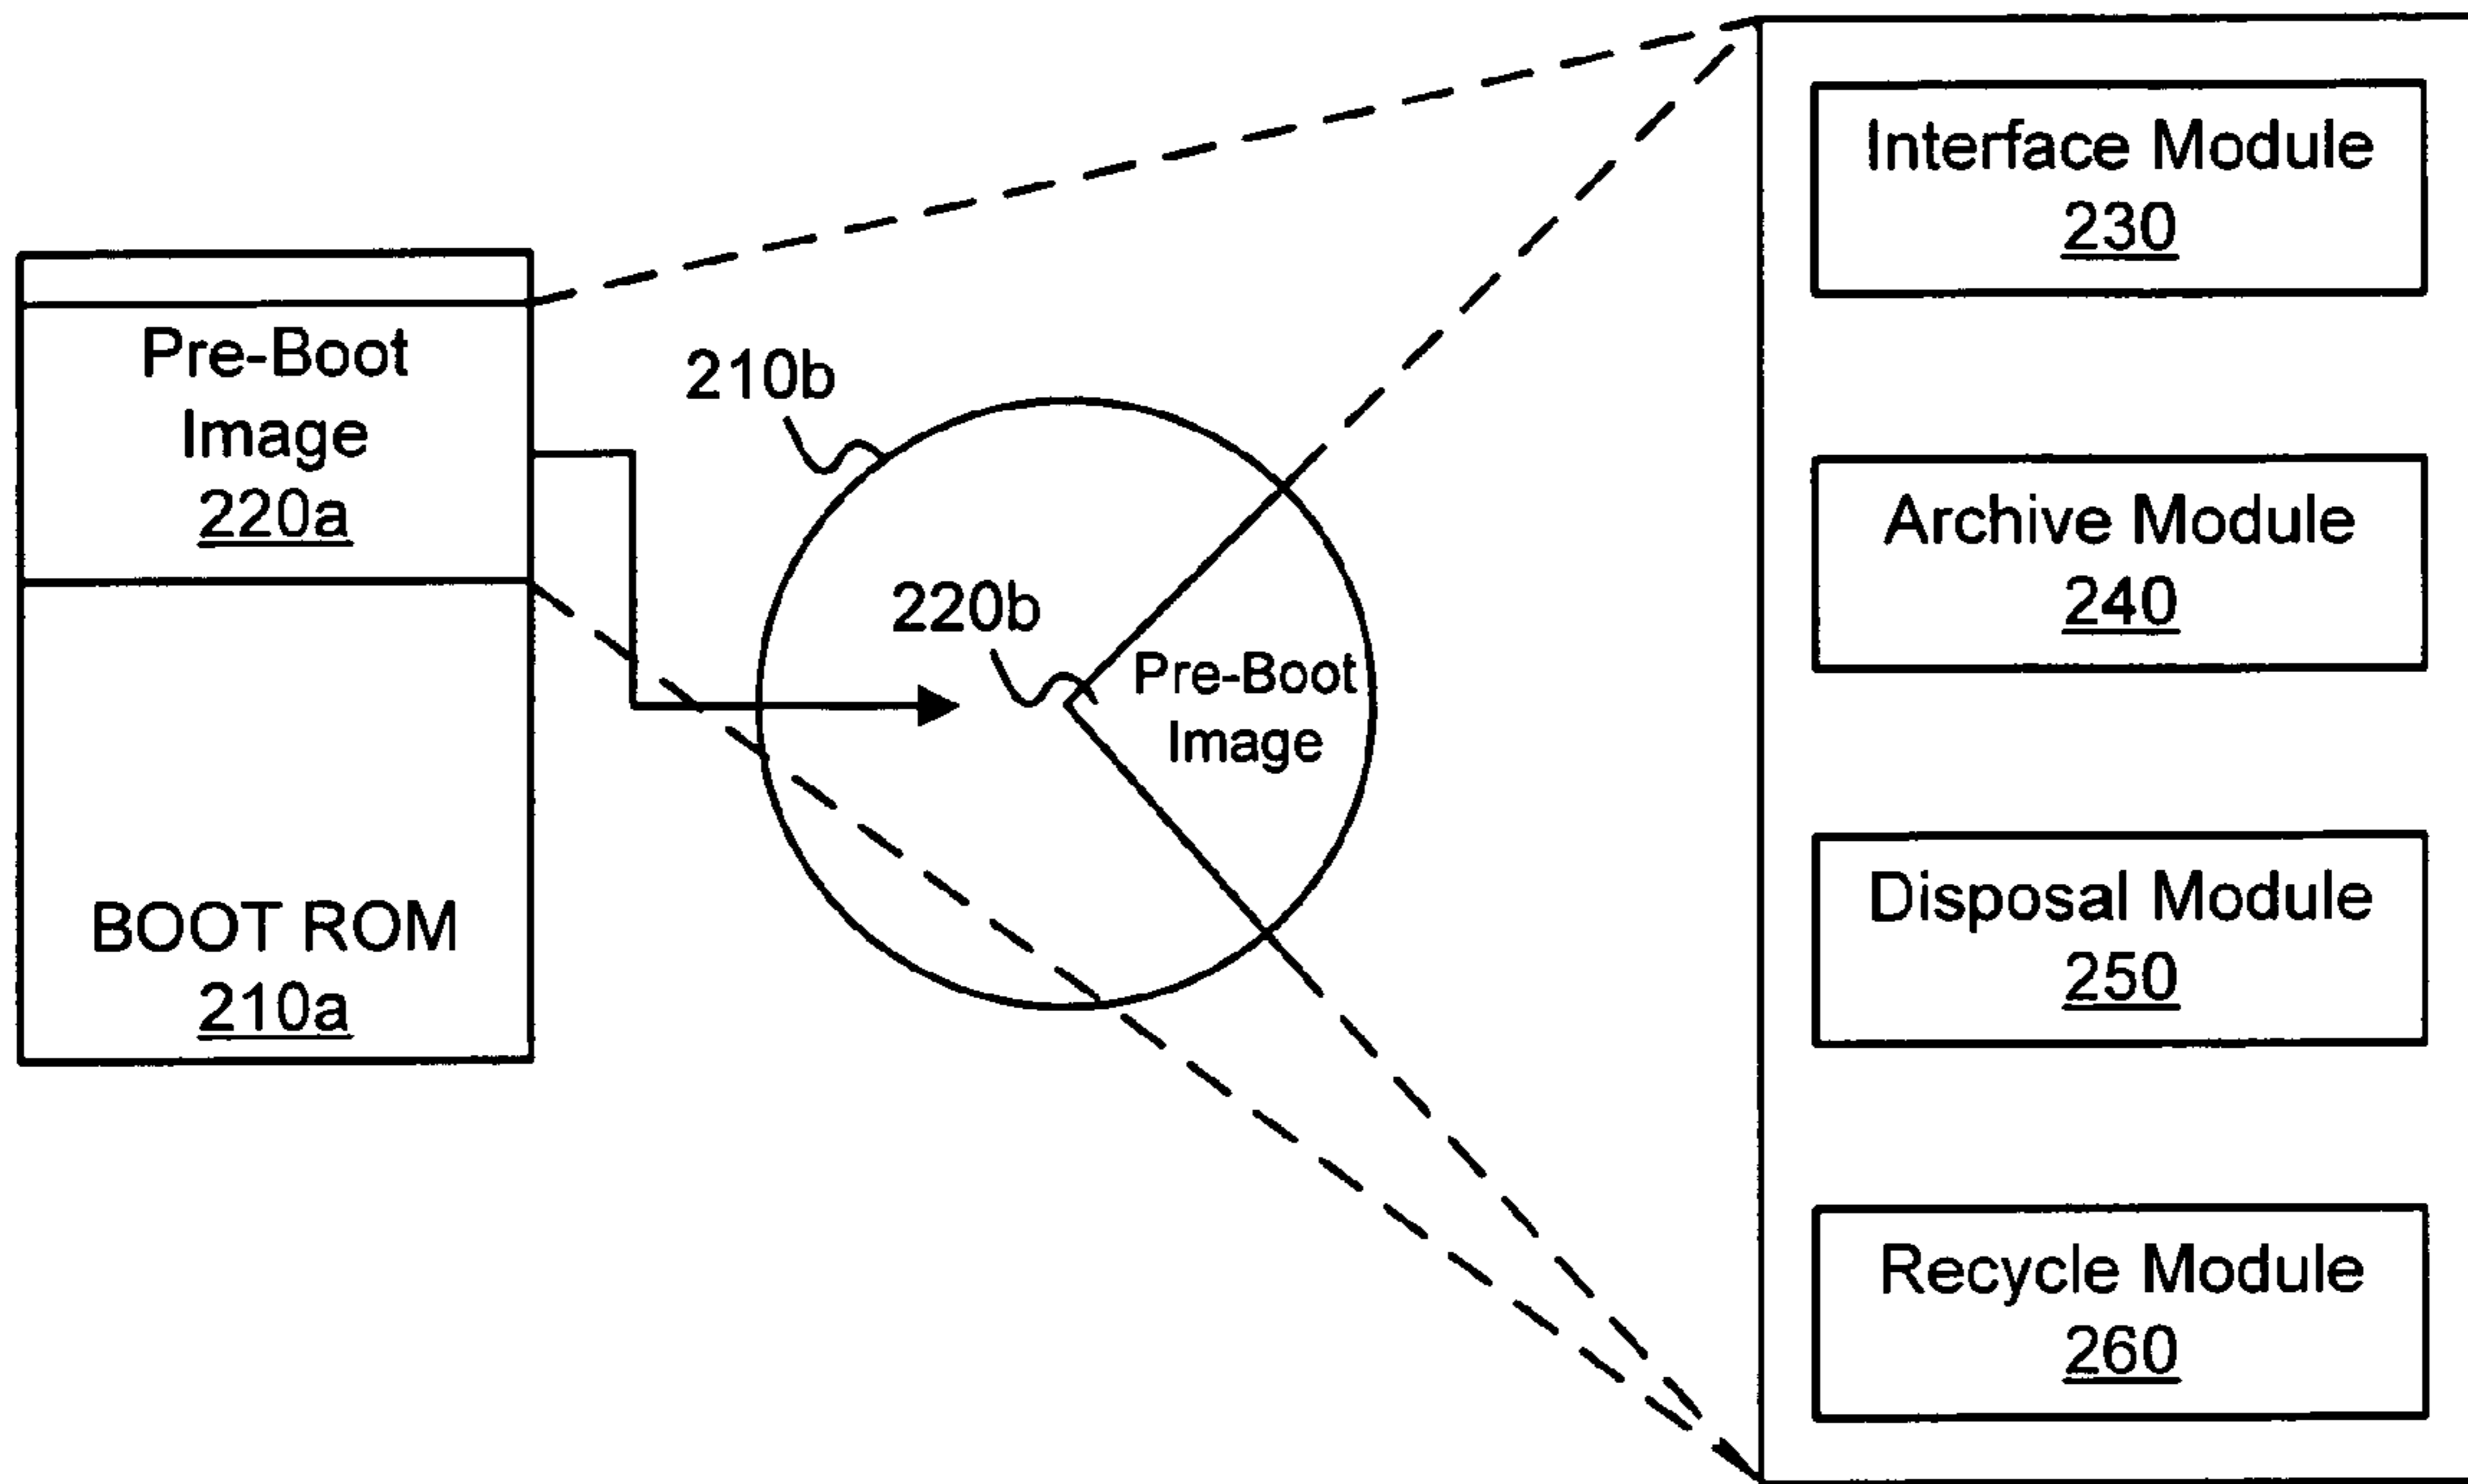 Pre-Boot
Image
220a
BOOT ROM
210a
210b
220b
Pre-Boot
Image
Interface Module
230
Archive Module
240
Disposal Module
250
Recycle Module
260